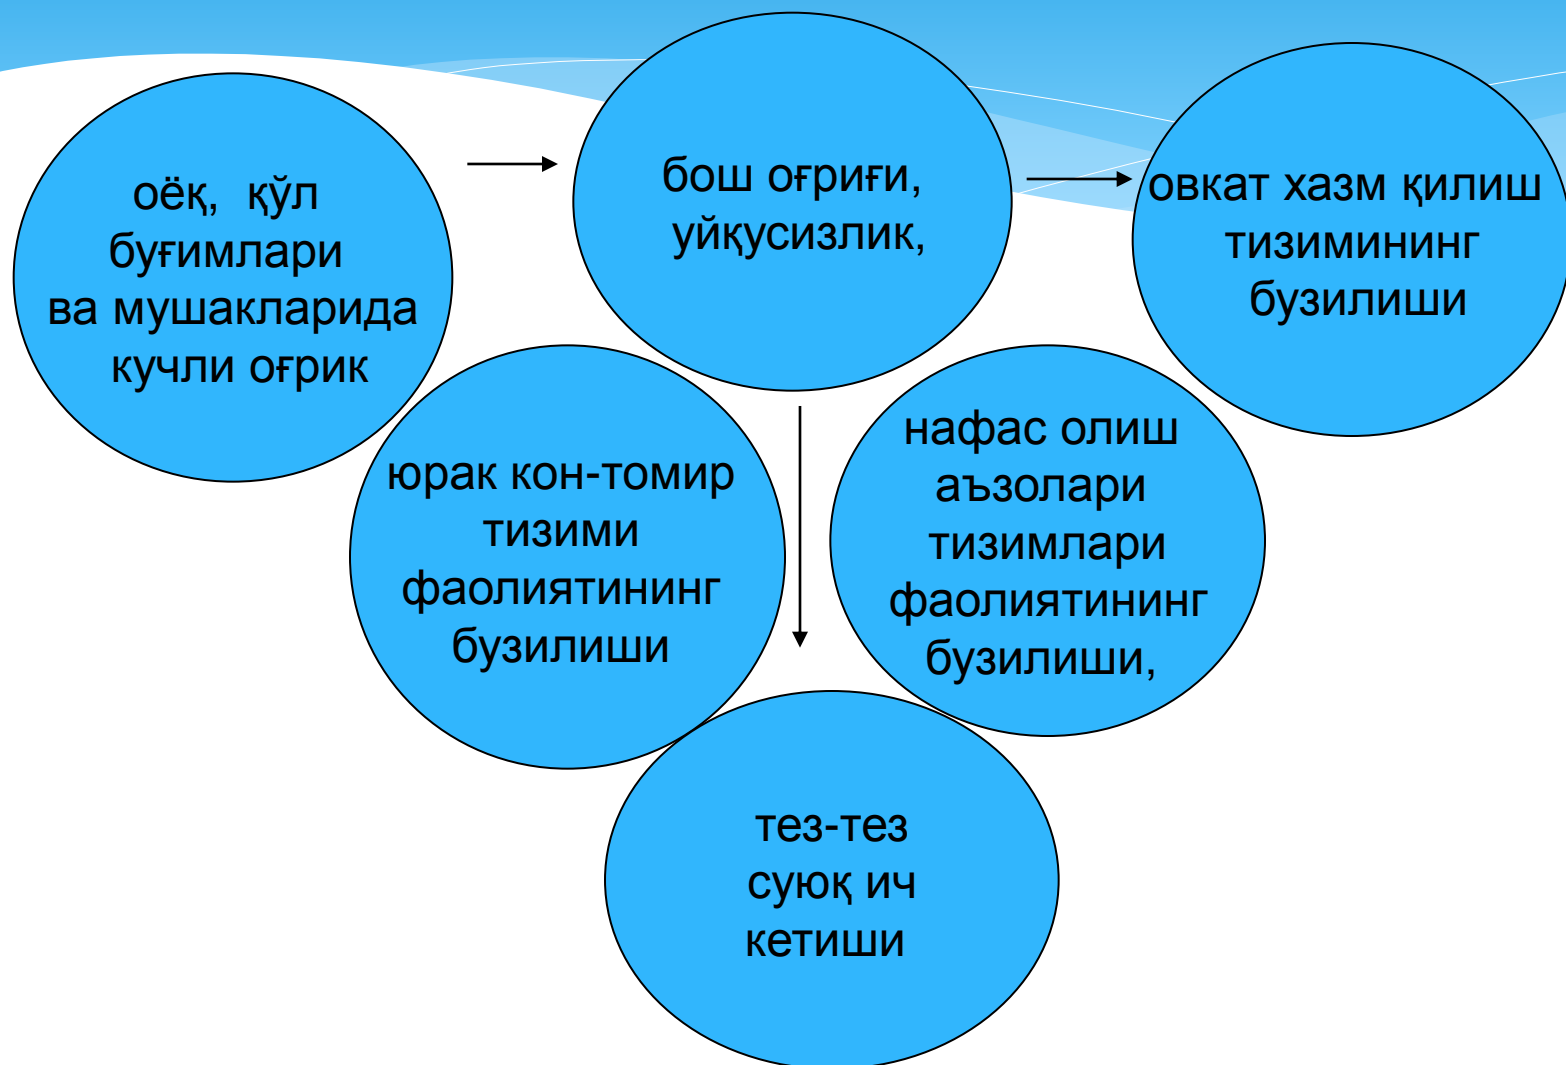 оёқ, қўл
буғимлари
ва мушакларида
кучли оғрик
бош оғриғи,
уйқусизлик,
овкат хазм қилиш
тизимининг
бузилиши
юрак кон-томир
тизими
фаолиятининг
бузилиши
нафас олиш
аъзолари
тизимлари
фаолиятининг
бузилиши,
тез-тез
суюқ ич
кетиши